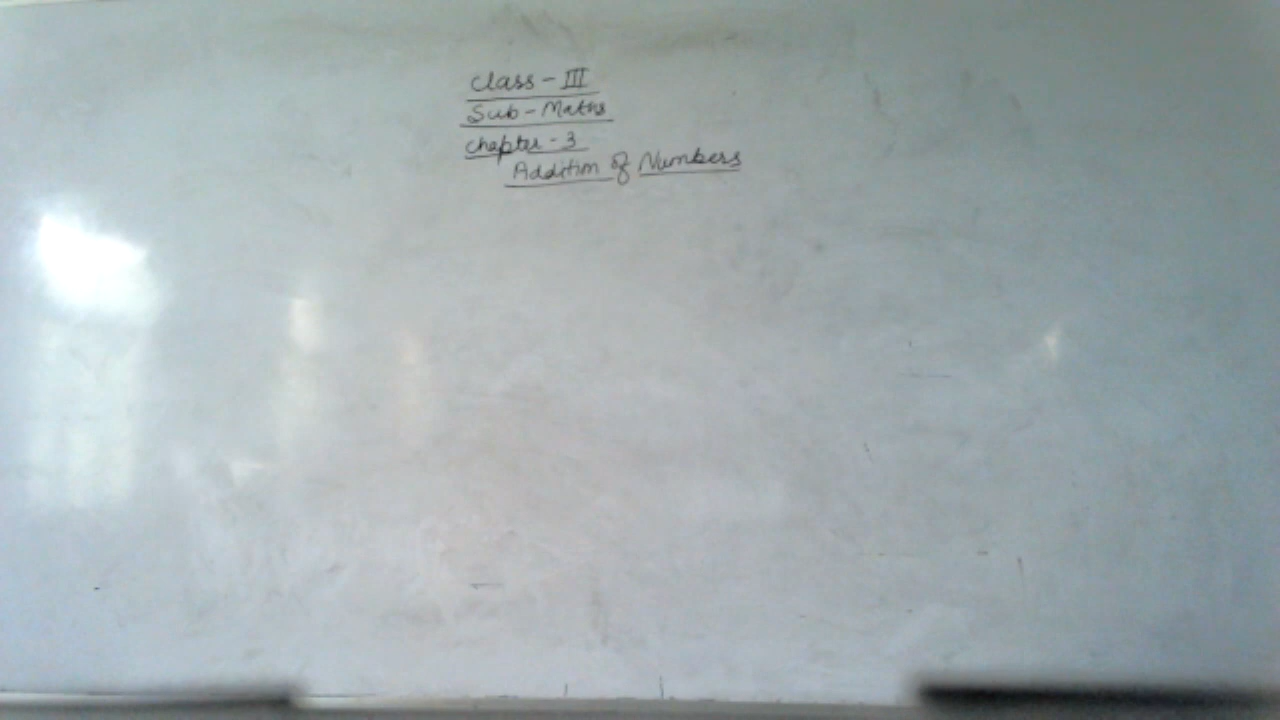 Class - III
Sub - Maths
Chapter - 3
Addition of Numbers